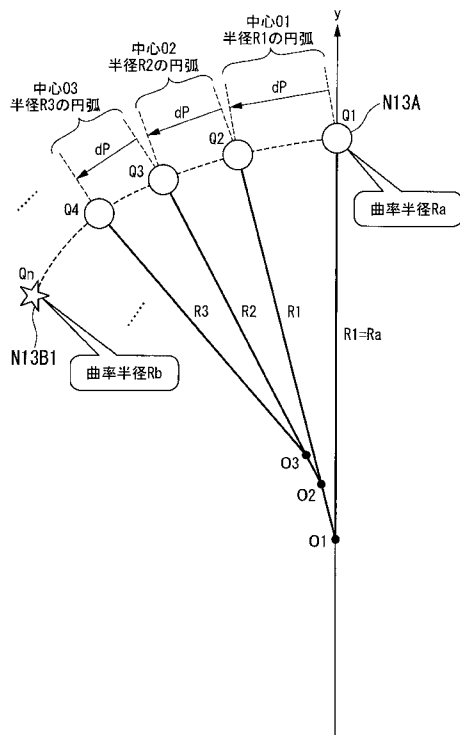 y
中心O1
半径R1の円弧
中心O2
半径R2の円弧
中心O3
半径R3の円弧
dP
dP
dP
Q1
N13A
Q2
Q3
Q4
曲率半径Ra
......
Qn
......
N13B1
曲率半径Rb
R3
R2
R1
R1=Ra
O3
O2
O1